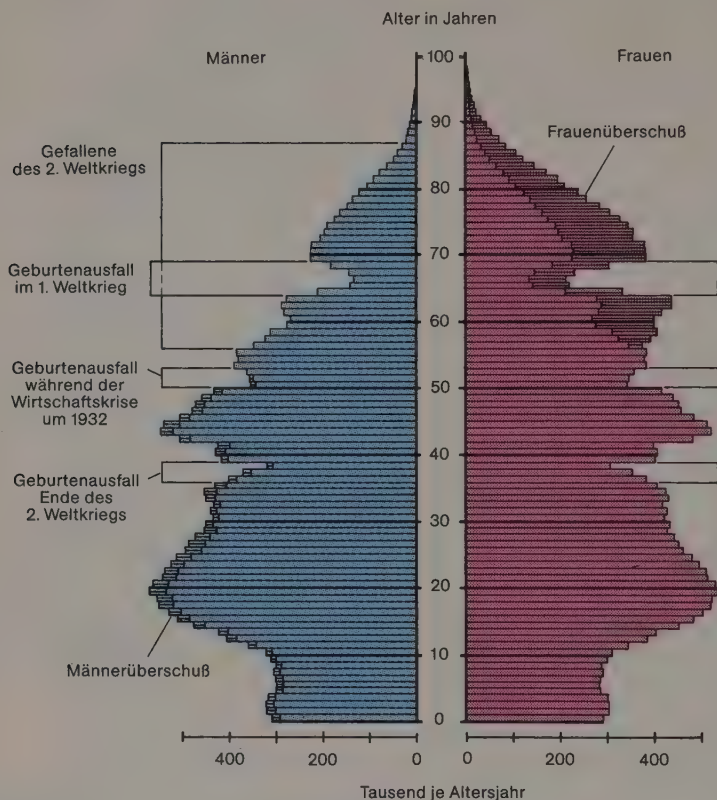 Alter in Jahren
Männer
100
Frauen
Gefallene
des 2. Weltkriegs
90
Frauenüberschuß
80
Geburtenausfall
im 1. Weltkrieg
70
60
Geburtenausfall
während der
Wirtschaftskrise
um 1932
50
40
Geburtenausfall
Ende des
2. Weltkriegs
30
20
Männerüberschuß
10
0
400
200
0
0
200
400
Tausend je Altersjahr